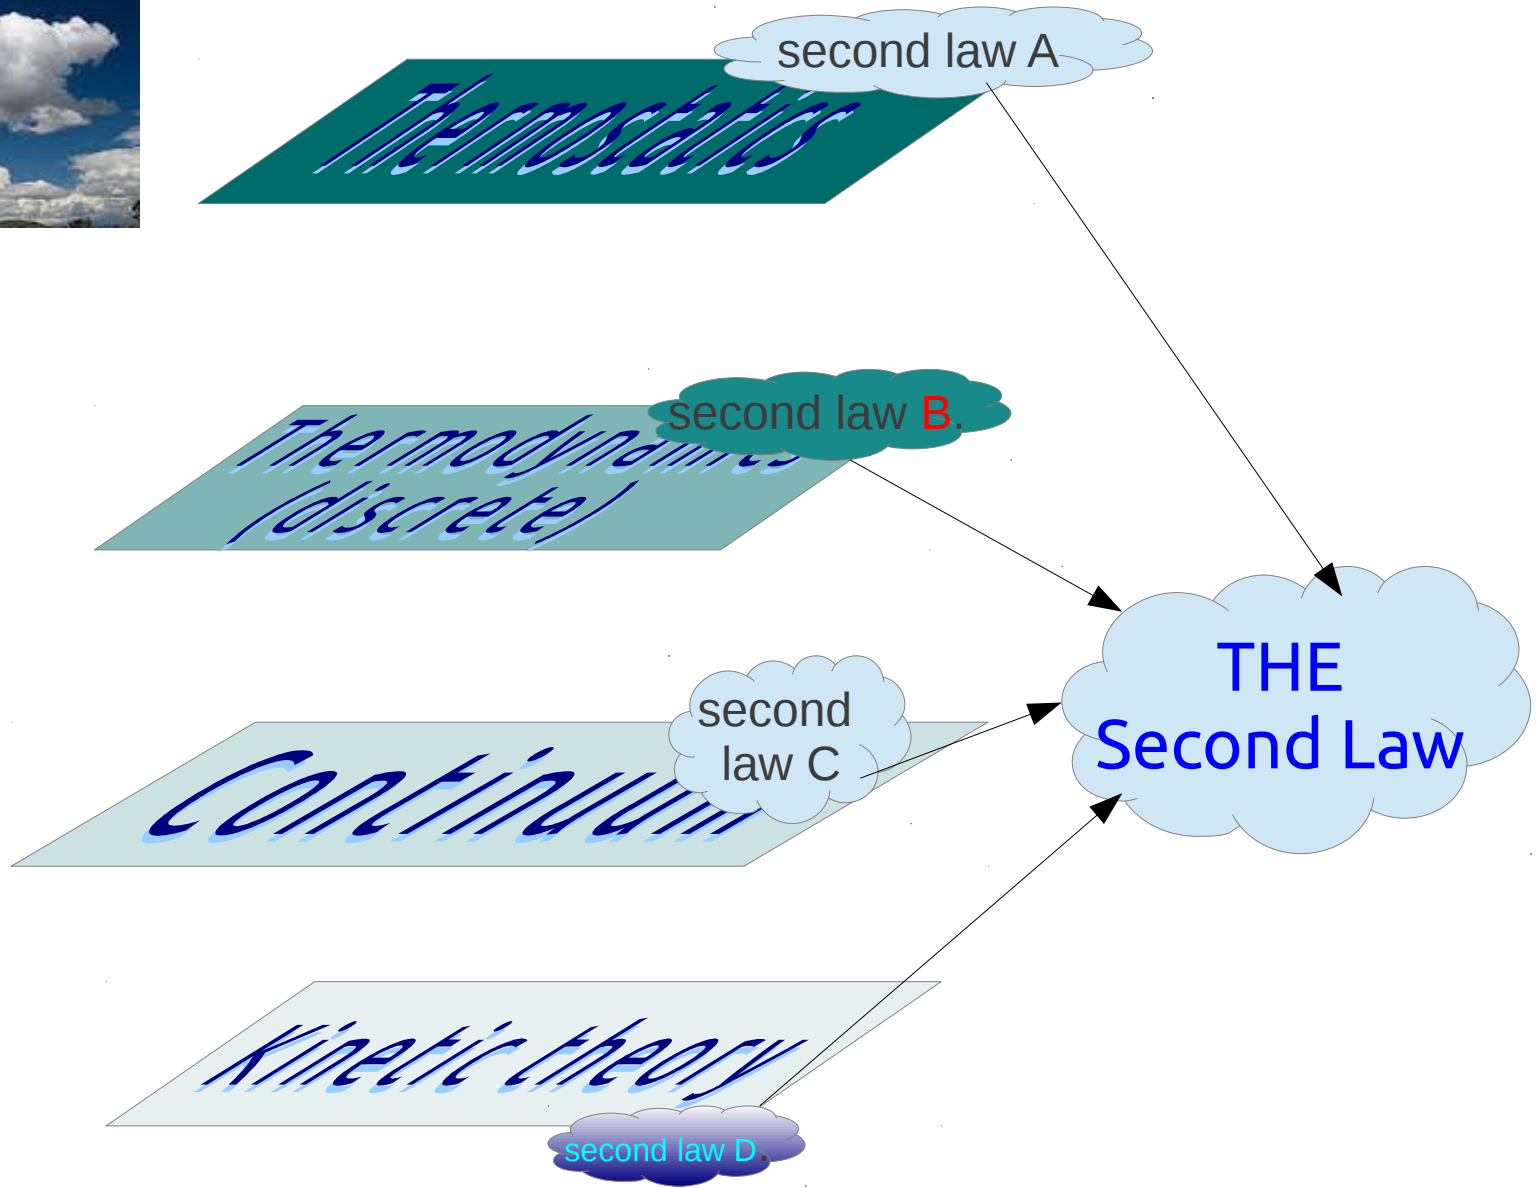 second law A
Thermostatics
second law B.
Thermodynamics
(discrete)
second
law C
Continuum
THE
Second Law
Kinetic theory
second law D.